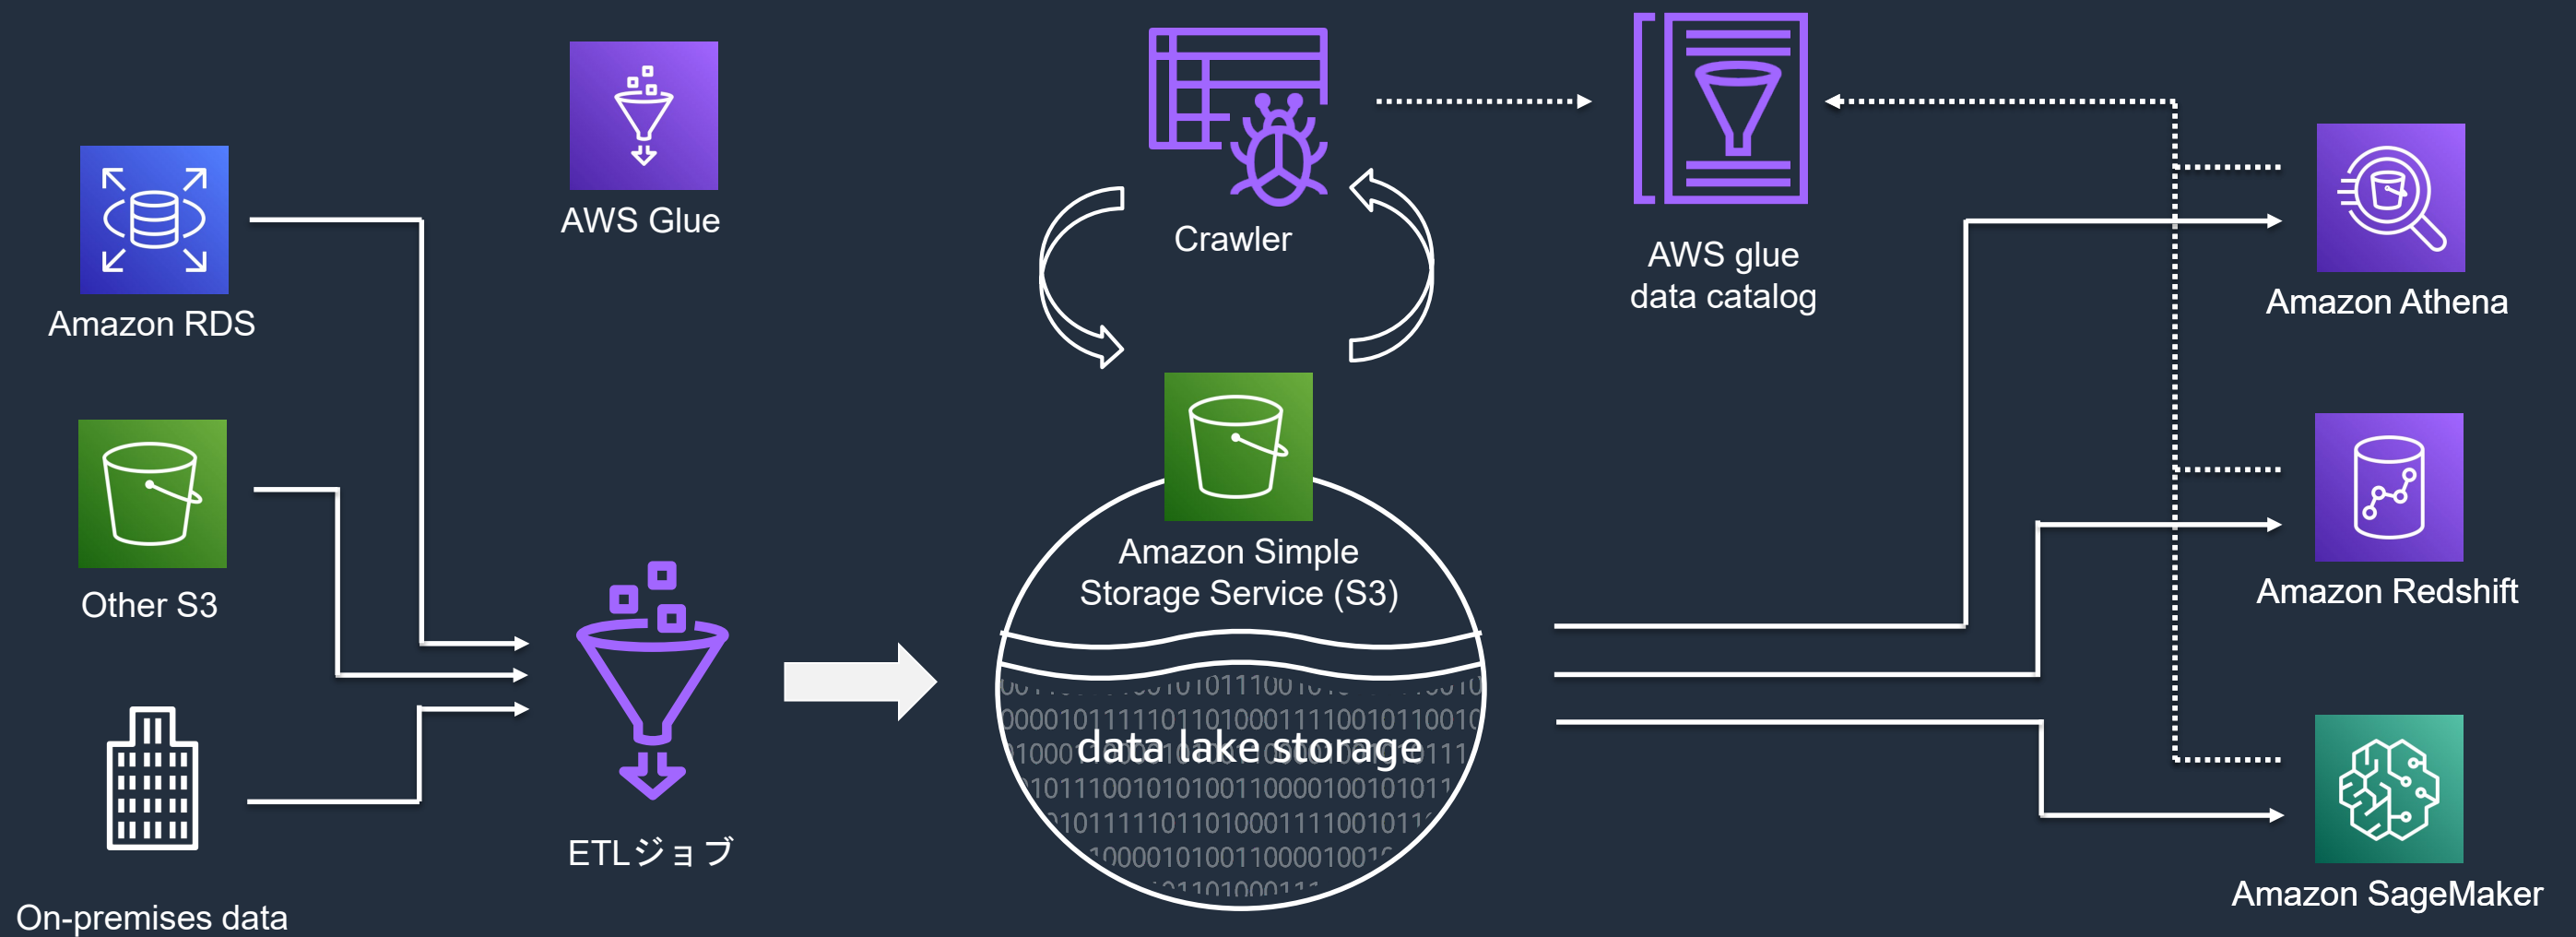 AWS Glue
Amazon RDS
Other S3
On-premises data
ETLジョブ
Crawler
AWS glue
data catalog
Amazon Simple
Storage Service (S3)
data lake storage
Amazon Athena
Amazon Redshift
Amazon SageMaker